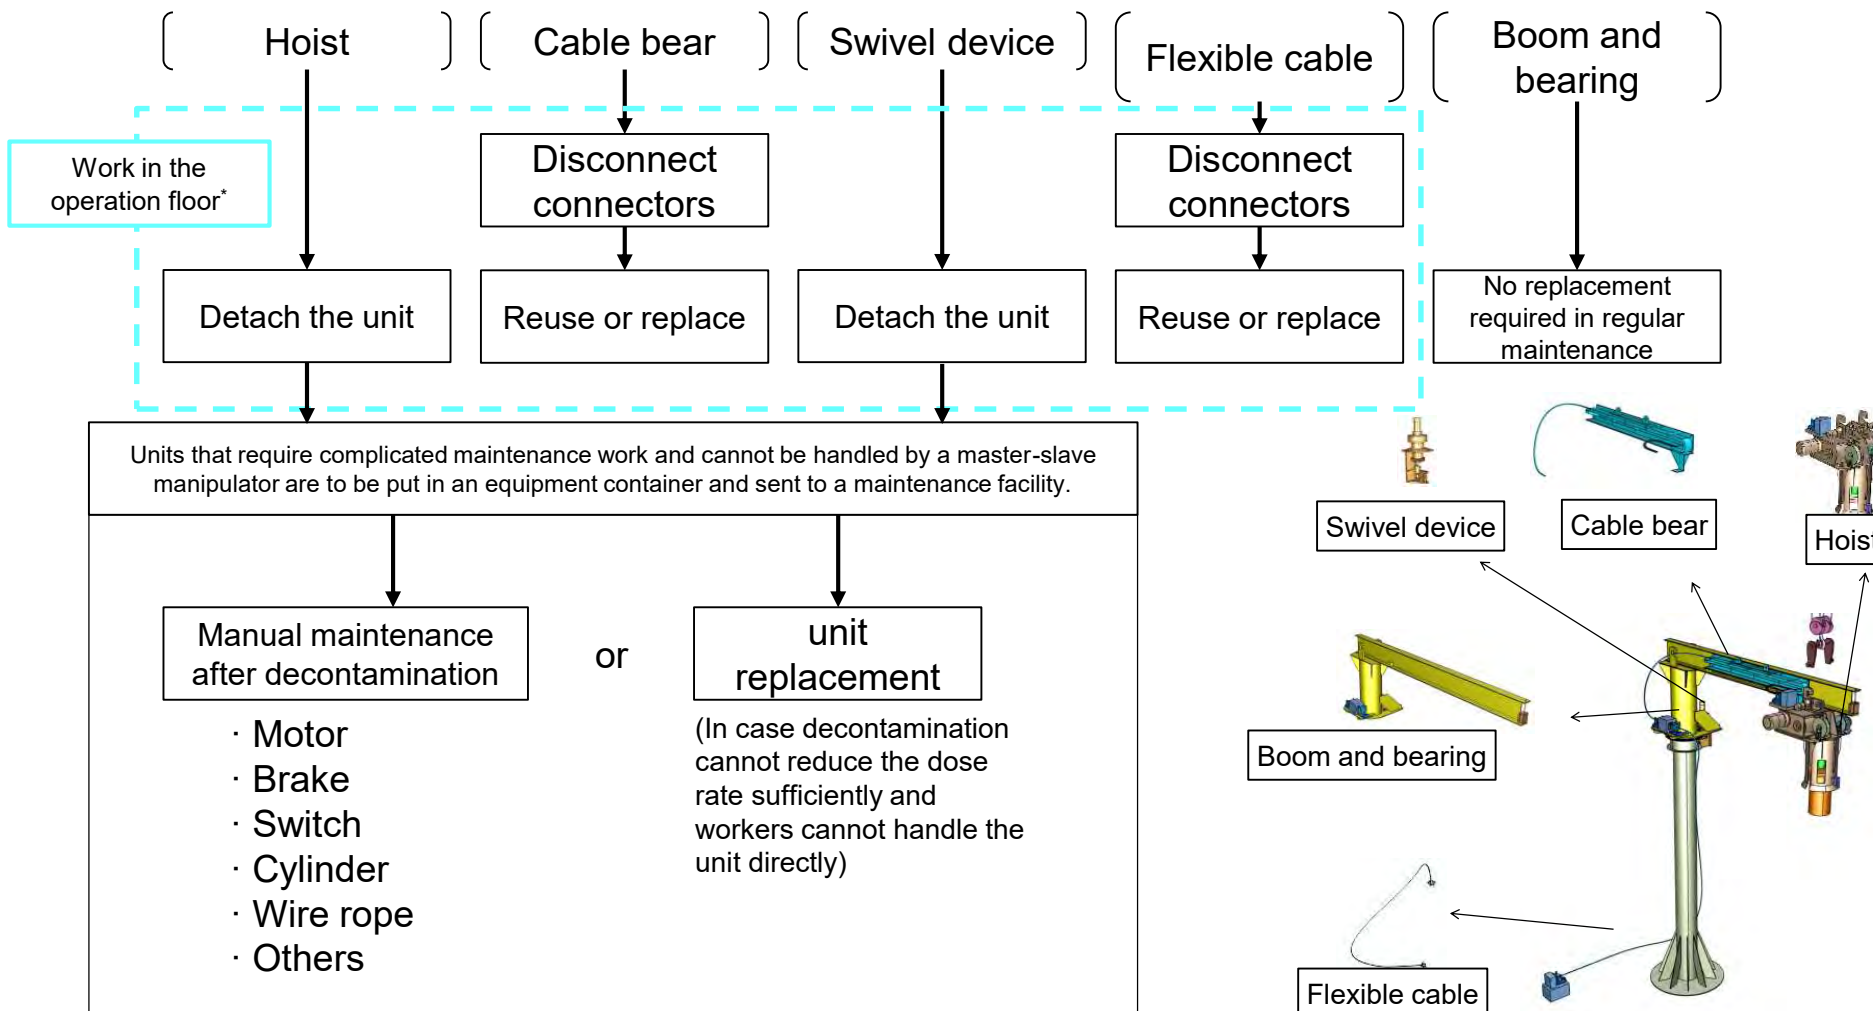 Hoist
Cable bear
Swivel device
Flexible cable
Boom and
bearing
Work in the
operation floor*
Disconnect
connectors
Disconnect
connectors
Detach the unit
Reuse or replace
Detach the unit
Reuse or replace
No replacement
required in regular
maintenance
Units that require complicated maintenance work and cannot be handled by a master-slave
manipulator are to be put in an equipment container and sent to a maintenance facility.
Manual maintenance
after decontamination
or
unit
replacement
· Motor
· Brake
· Switch
· Cylinder
· Wire rope
· Others
(In case decontamination
cannot reduce the dose
rate sufficiently and
workers cannot handle the
unit directly)
Swivel device
Cable bear
Hoist
Boom and bearing
Flexible cable